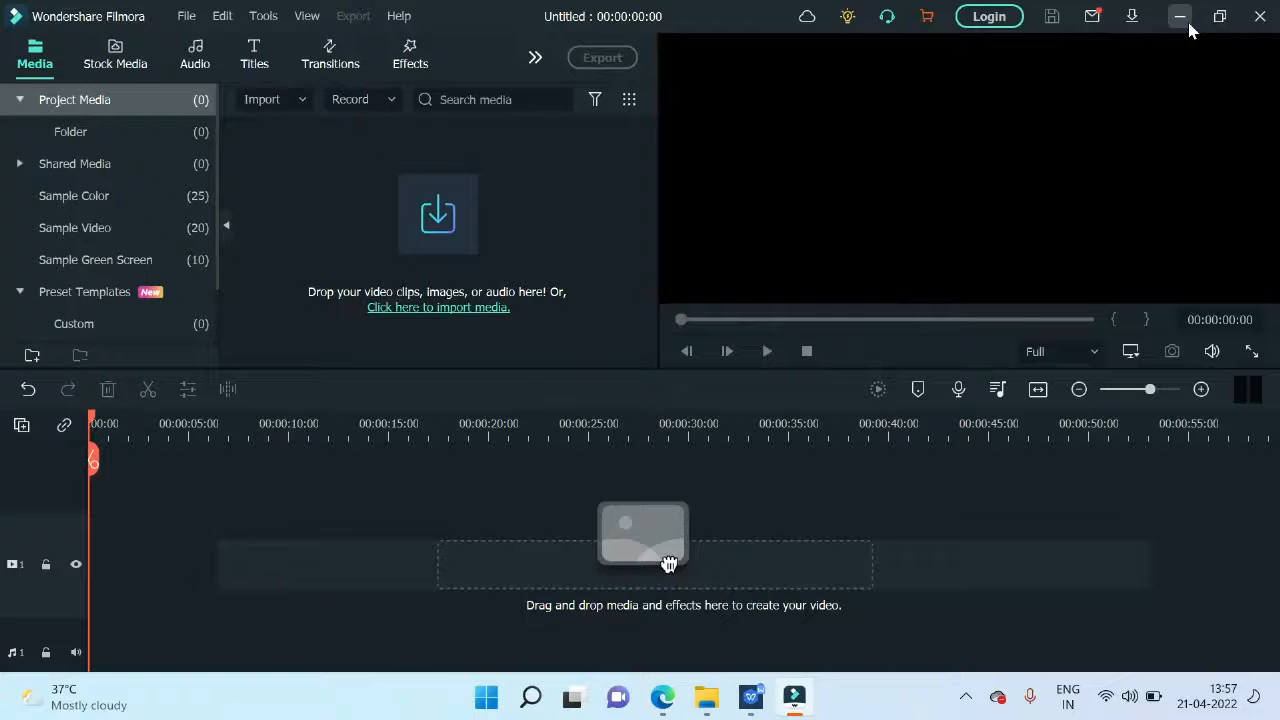 Wondershare Filmora File Edit Tools View Export Help Untitled : 00:00:00:00 Login
Media Stock Media Audio Titles Transitions Effects Export
Project Media (0) Import Record Search media
Folder (0)
Shared Media (0)
Sample Color (25)
Sample Video (20)
Sample Green Screen (10)
Preset Templates New
Custom (0)
Drop your video clips, images, or audio here! Or,
Click here to import media.
{ } 00:00:00:00
Full
00:00 00:00:05:00 00:00:10:00 00:00:15:00 00:00:20:00 00:00:25:00 00:00:30:00 00:00:35:00 00:00:40:00 00:00:45:00 00:00:50:00 00:00:55:00
1
Drag and drop media and effects here to create your video.
1
37°C
Mostly cloudy
ENG
IN
13:57
21-04-2022